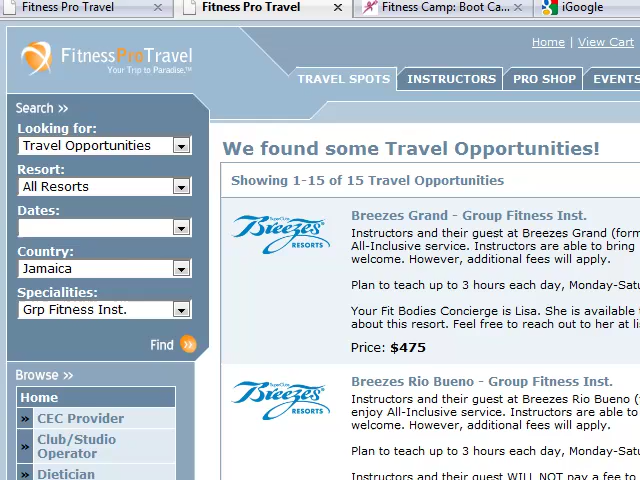 Fitness Pro Travel
Fitness Pro Travel
Fitness Camp: Boot Ca...
iGoogle
FitnessProTravel
Your Trip to Paradise.™
Home | View Cart
TRAVEL SPOTS
INSTRUCTORS
PRO SHOP
EVENTS
Search >>
Looking for:
Travel Opportunities
Resort:
All Resorts
Dates:
Country:
Jamaica
Specialities:
Grp Fitness Inst.
Find
Browse >>
Home
CEC Provider
Club/Studio
Operator
Dietician
We found some Travel Opportunities!
Showing 1-15 of 15 Travel Opportunities
SuperClubs
Breezes
RESORTS
Breezes Grand - Group Fitness Inst.
Instructors and their guest at Breezes Grand (form
All-Inclusive service. Instructors are able to bring
welcome. However, additional fees will apply.
Plan to teach up to 3 hours each day, Monday-Satu
Your Fit Bodies Concierge is Lisa. She is available
about this resort. Feel free to reach out to her at li
Price: $475
SuperClubs
Breezes
RESORTS
Breezes Rio Bueno - Group Fitness Inst.
Instructors and their guest at Breezes Rio Bueno (
enjoy All-Inclusive service. Instructors are able to
welcome. However, additional fees will apply.
Plan to teach up to 3 hours each day, Monday-Satu
Instructors and their guest WILL NOT pay a fee to